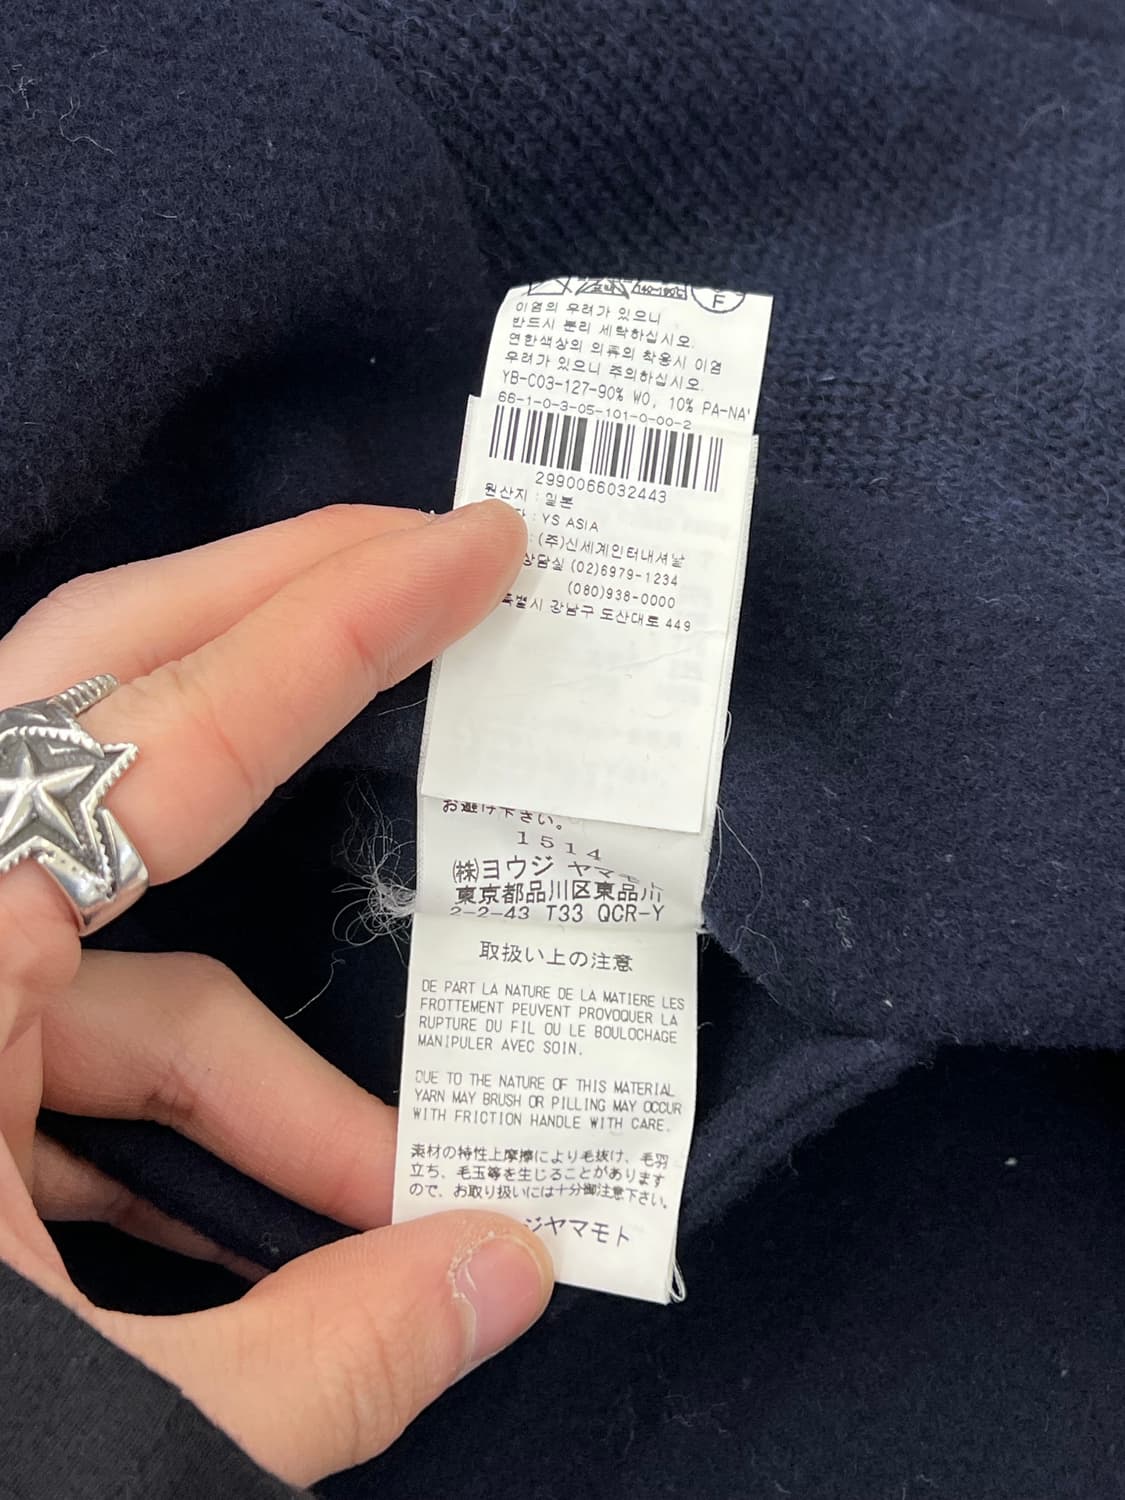 140~160℃
F
이염의 우려가 있으니
반드시 분리 세탁하십시오.
연한색상의 의류의 착용시 이염
우려가 있으니 주의하십시오.
YB-C03-127-90% WO, 10% PA-NA'
66-1-0-3-05-101-0-00-2
2990066032443
원산지 : 일본
: YS ASIA
: (주)신세계인터내셔날
상담실 (02)6979-1234
(080)938-0000
특별시 강남구 도산대로 449
お避け下さい。
1514
(株)ヨウジ ヤマモト
東京都品川区東品川
2-2-43 T33 QCR-Y
取扱い上の注意
DE PART LA NATURE DE LA MATIERE LES
FROTTEMENT PEUVENT PROVOQUER LA
RUPTURE DU FIL OU LE BOULOCHAGE
MANIPULER AVEC SOIN.
DUE TO THE NATURE OF THIS MATERIAL
YARN MAY BRUSH OR PILLING MAY OCCUR
WITH FRICTION HANDLE WITH CARE.
素材の特性上摩擦により毛抜け、毛羽
立ち、毛玉等を生じることがあります
ので、お取り扱いには十分御注意下さい。
ジヤマモト